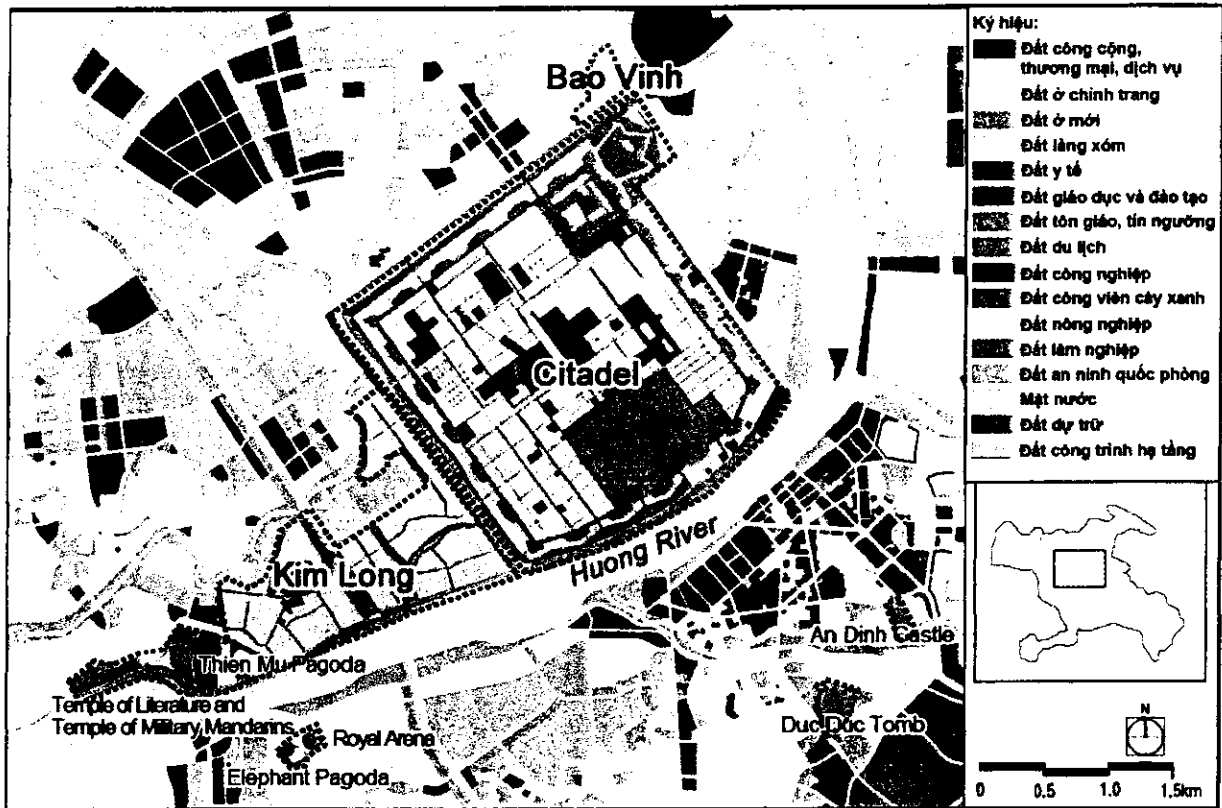 Bao Vinh
Citadel
Huong River
Kim Long
An Dinh Castle
Thien Mu Pagoda
Temple of Literature and
Temple of Military Mandarins
Royal Arena
Duc Duc Tomb
Elephant Pagoda
Ký hiệu:
Đất công cộng,
thương mại, dịch vụ
Đất ở chỉnh trang
Đất ở mới
Đất làng xóm
Đất y tế
Đất giáo dục và đào tạo
Đất tôn giáo, tín ngưỡng
Đất du lịch
Đất công nghiệp
Đất công viên cây xanh
Đất nông nghiệp
Đất lâm nghiệp
Đất an ninh quốc phòng
Mặt nước
Đất dự trữ
Đất công trình hạ tầng
N
0 0.5 1.0 1.5km